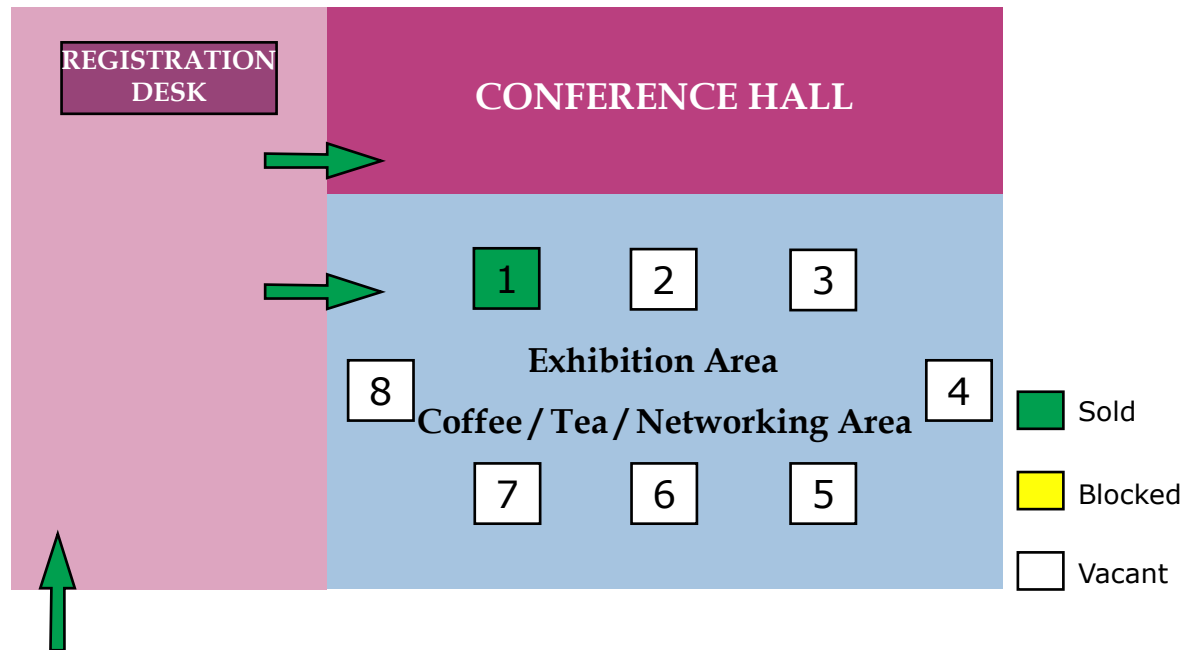 REGISTRATION
DESK
CONFERENCE HALL
1
2
3
Exhibition Area
8
4
Coffee / Tea / Networking Area
7
6
5
Sold
Blocked
Vacant